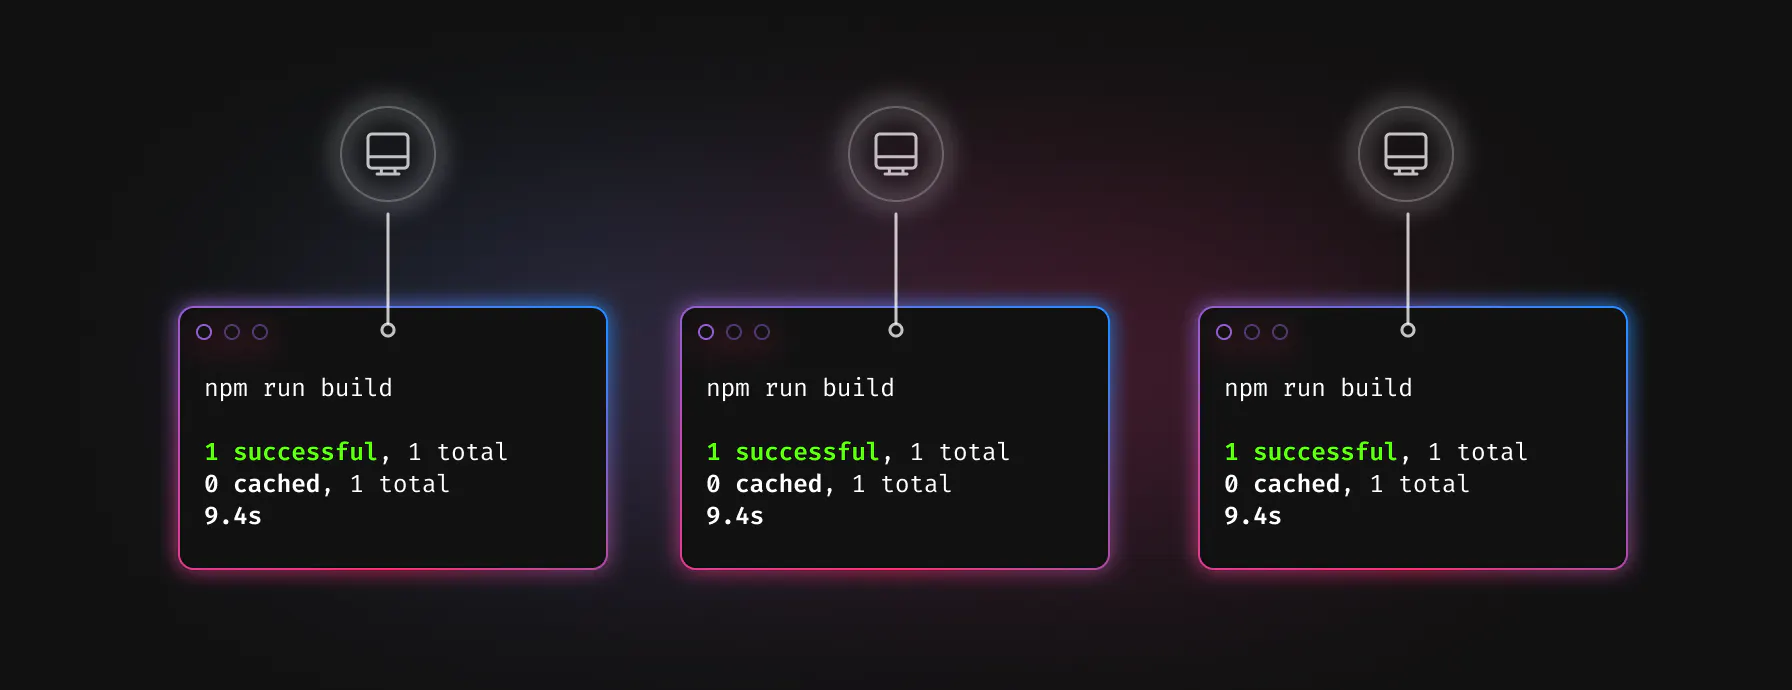 npm run build
1 successful, 1 total
0 cached, 1 total
9.4s
npm run build
1 successful, 1 total
0 cached, 1 total
9.4s
npm run build
1 successful, 1 total
0 cached, 1 total
9.4s